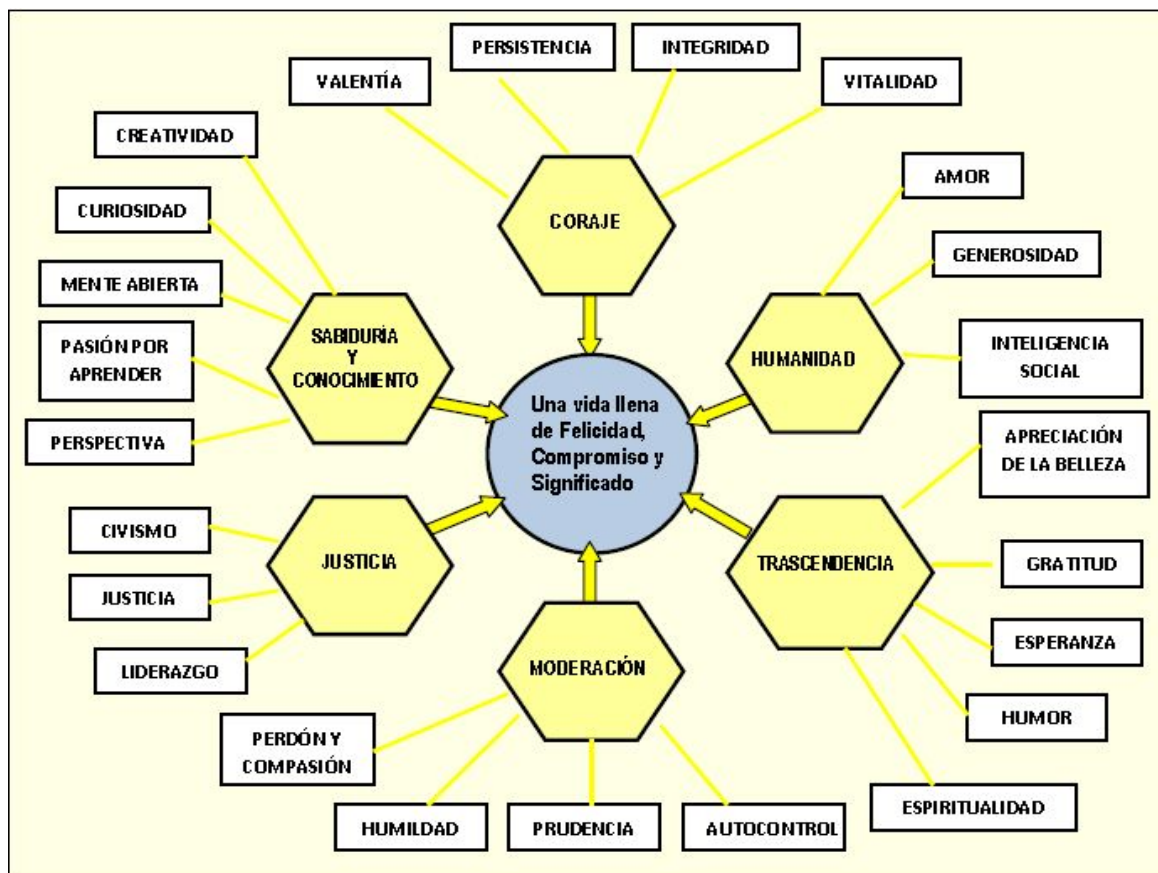 PERSISTENCIA
INTEGRIDAD
VALENTÍA
VITALIDAD
CREATIVIDAD
CURIOSIDAD
MENTE ABIERTA
PASIÓN POR
APRENDER
PERSPECTIVA
CORAJE
AMOR
GENEROSIDAD
INTELIGENCIA
SOCIAL
SABIDURÍA
Y
CONOCIMIENTO
HUMANIDAD
Una vida llena
de Felicidad,
Compromiso y
Significado
APRECIACIÓN
DE LA BELLEZA
GRATITUD
ESPERANZA
HUMOR
ESPIRITUALIDAD
CIVISMO
JUSTICIA
LIDERAZGO
JUSTICIA
TRASCENDENCIA
MODERACIÓN
PERDÓN Y
COMPASIÓN
HUMILDAD
PRUDENCIA
AUTOCONTROL